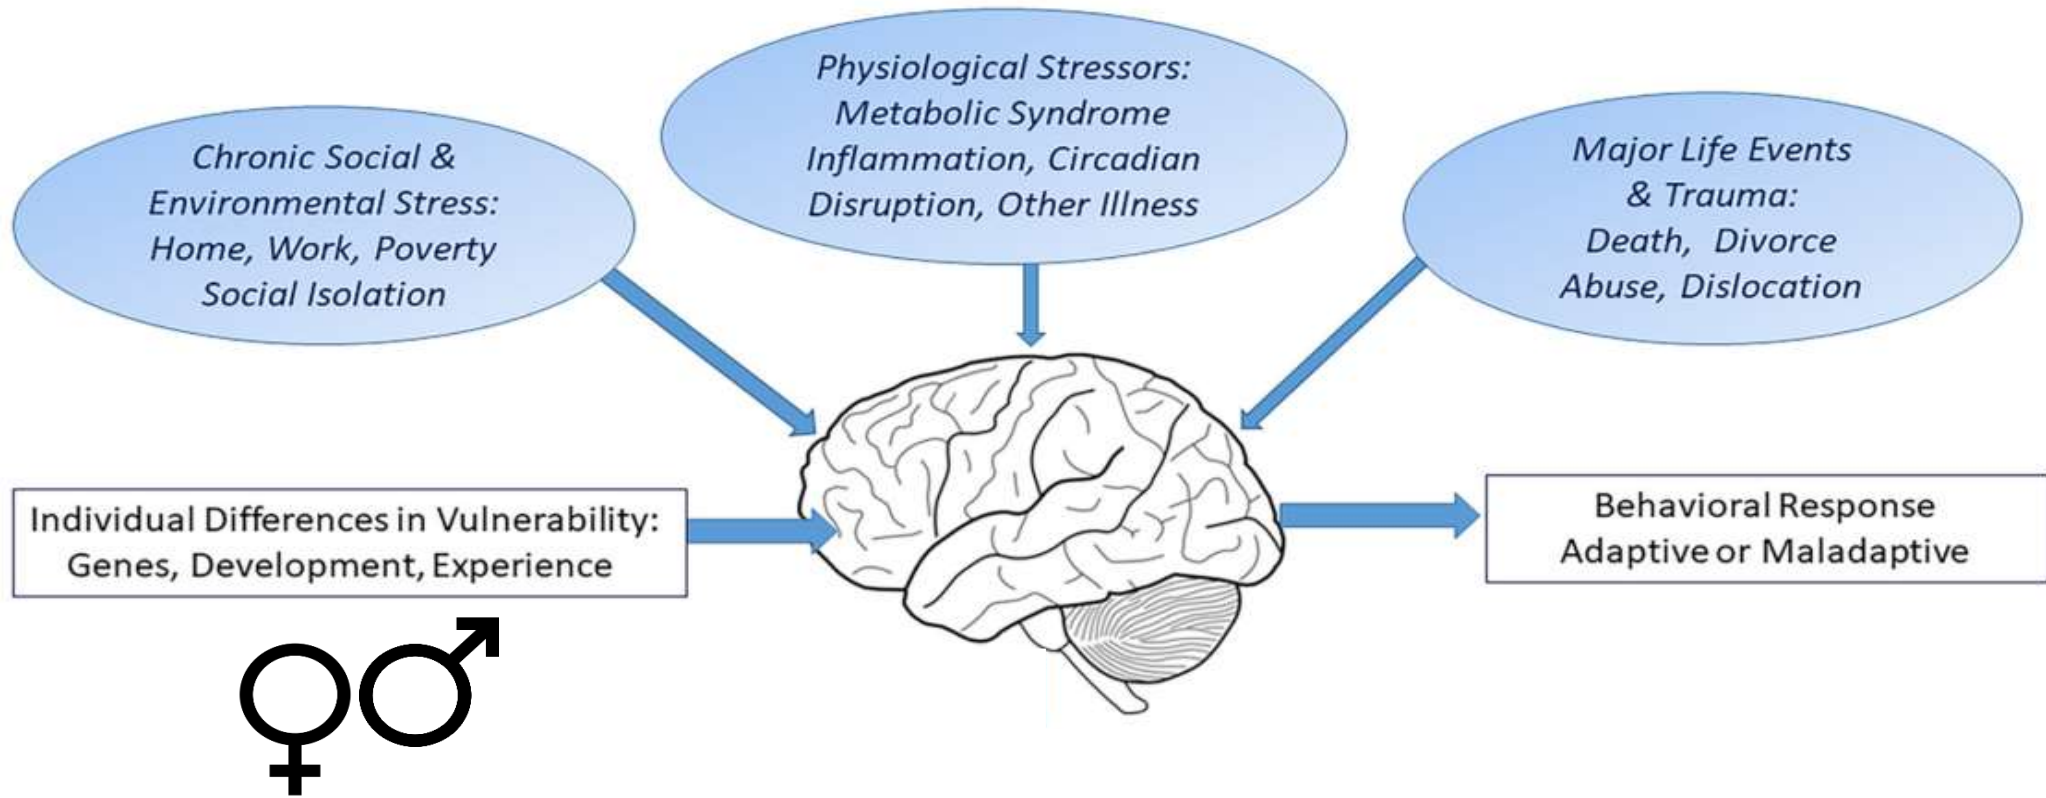 Chronic Social &
Environmental Stress:
Home, Work, Poverty
Social Isolation
Physiological Stressors:
Metabolic Syndrome
Inflammation, Circadian
Disruption, Other Illness
Major Life Events
& Trauma:
Death, Divorce
Abuse, Dislocation
Individual Differences in Vulnerability:
Genes, Development, Experience
Behavioral Response
Adaptive or Maladaptive